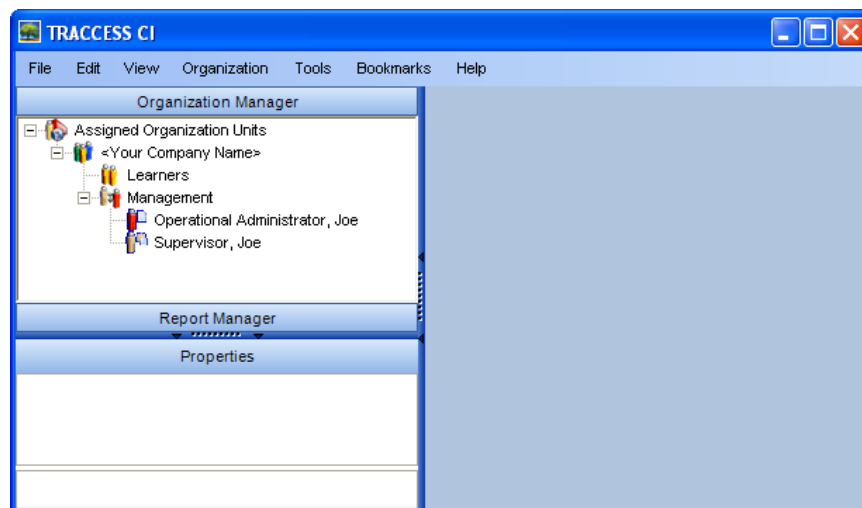 TRACCESS CI
File Edit View Organization Tools Bookmarks Help
Organization Manager
Assigned Organization Units
<Your Company Name>
Learners
Management
Operational Administrator, Joe
Supervisor, Joe
Report Manager
Properties